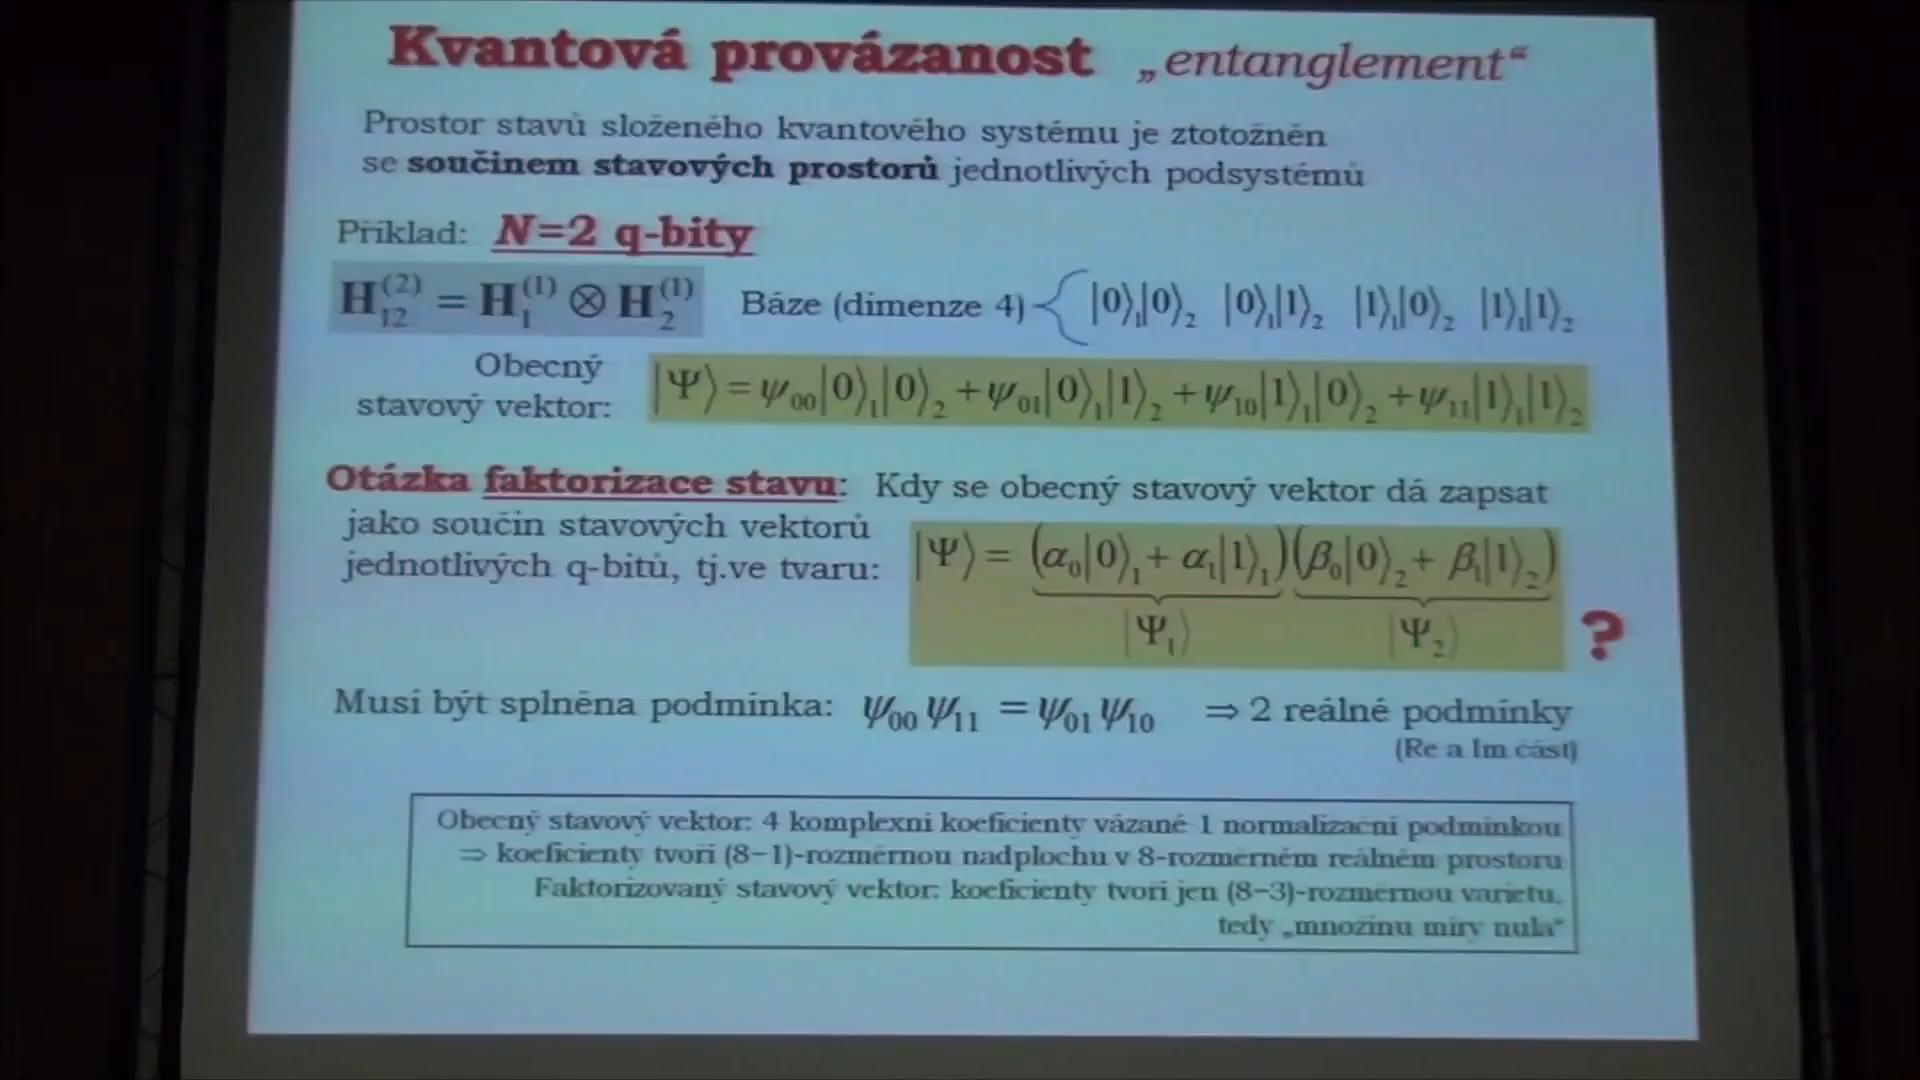 Kvantová provázanost „entanglement“
Prostor stavů složeného kvantového systému je ztotožněn
se součinem stavových prostorů jednotlivých podsystémů
Příklad: N=2 q-bity
H₁₂⁽²⁾ = H₁⁽¹⁾ ⊗ H₂⁽¹⁾ Báze (dimenze 4) |0⟩₁|0⟩₂ |0⟩₁|1⟩₂ |1⟩₁|0⟩₂ |1⟩₁|1⟩₂
Obecný
stavový vektor: |Ψ⟩ = ψ₀₀|0⟩₁|0⟩₂ + ψ₀₁|0⟩₁|1⟩₂ + ψ₁₀|1⟩₁|0⟩₂ + ψ₁₁|1⟩₁|1⟩₂
Otázka faktorizace stavu: Kdy se obecný stavový vektor dá zapsat
jako součin stavových vektorů
jednotlivých q-bitů, tj.ve tvaru: |Ψ⟩ = (α₀|0⟩₁ + α₁|1⟩₁)(β₀|0⟩₂ + β₁|1⟩₂)
|Ψ₁⟩ |Ψ₂⟩ ?
Musí být splněna podmínka: ψ₀₀ ψ₁₁ = ψ₀₁ ψ₁₀ ⇒ 2 reálné podmínky
(Re a Im část)
Obecný stavový vektor: 4 komplexní koeficienty vázané 1 normalizační podmínkou
⇒ koeficienty tvoří (8−1)-rozměrnou nadplochu v 8-rozměrném reálném prostoru
Faktorizovaný stavový vektor: koeficienty tvoří jen (8−3)-rozměrnou varietu,
tedy „množinu míry nula“